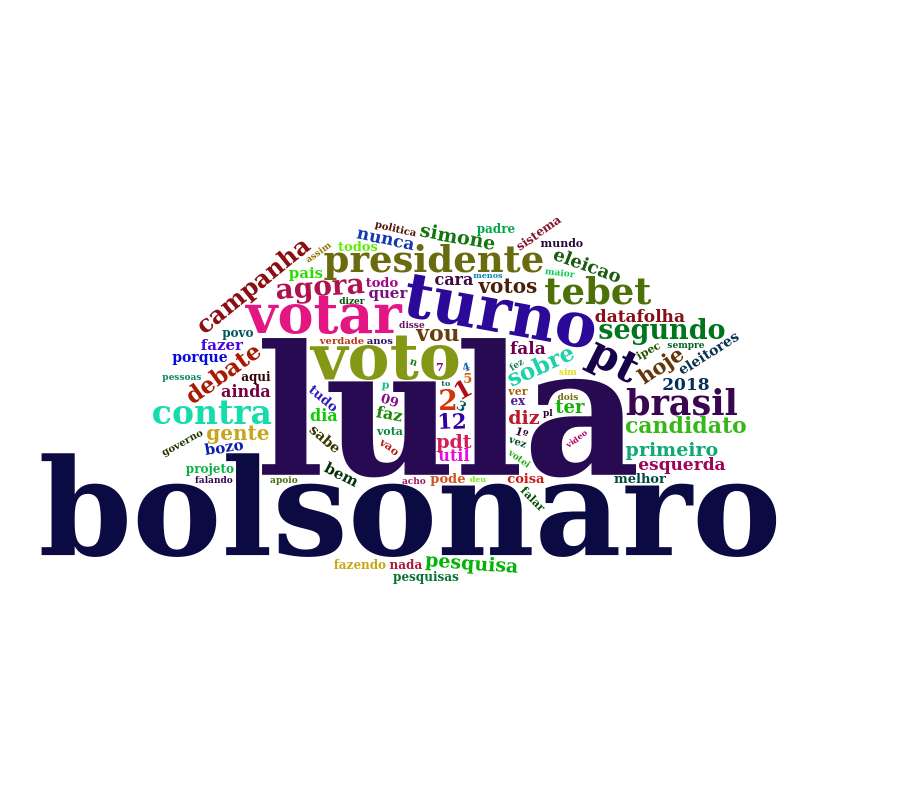 politica
simone
padre
sistema
nunca
todos
assim
mundo
presidente
eleicao
campanha
pais
agora
todo
quer
cara
menos
votos
maior
tebet
dizer
votar
turno
disse
vou
datafolha
segundo
povo
fazer
porque
verdade
anos
voto
fala
pt
ipec
sempre
eleitores
hoje
debate
pessoas
aqui
ainda
lula
n
7
4
5
fez
sobre
2018
tudo
p
to
1
2
3
ver
dois
ex
pl
ter
brasil
contra
dia
09
faz
12
diz
candidato
gente
governo
bozo
sabe
vota
vao
pdt
util
1º
vez
votei
video
sim
primeiro
esquerda
projeto
falando
apoio
bem
acho
pode
deu
coisa
falar
melhor
bolsonaro
fazendo
nada
pesquisa
pesquisas